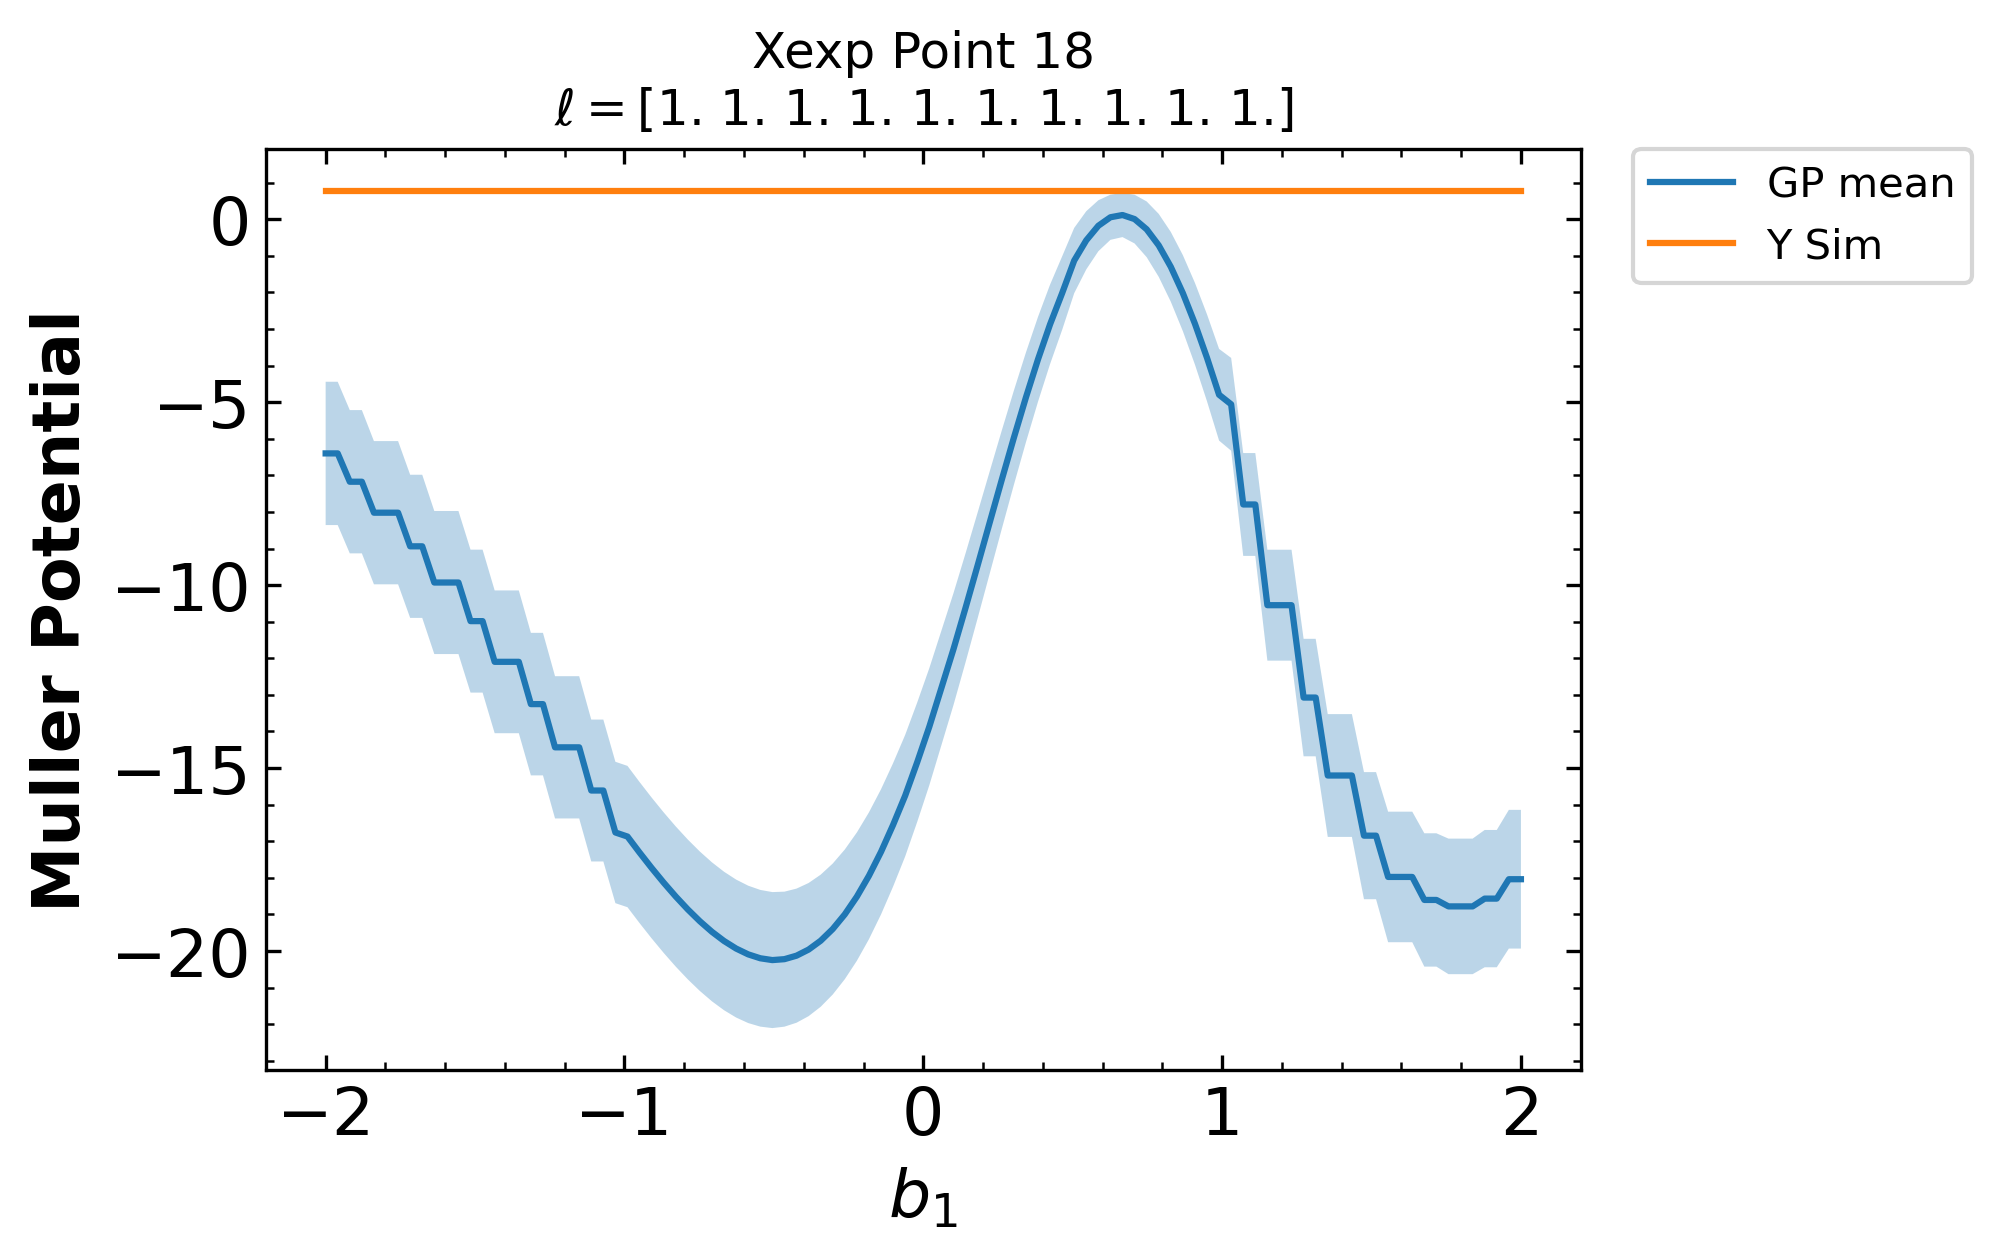 Xexp Point 18
ℓ = [1. 1. 1. 1. 1. 1. 1. 1. 1. 1.]
GP mean
Y Sim
Muller Potential
0
−5
−10
−15
−20
−2 −1 0 1 2
b₁